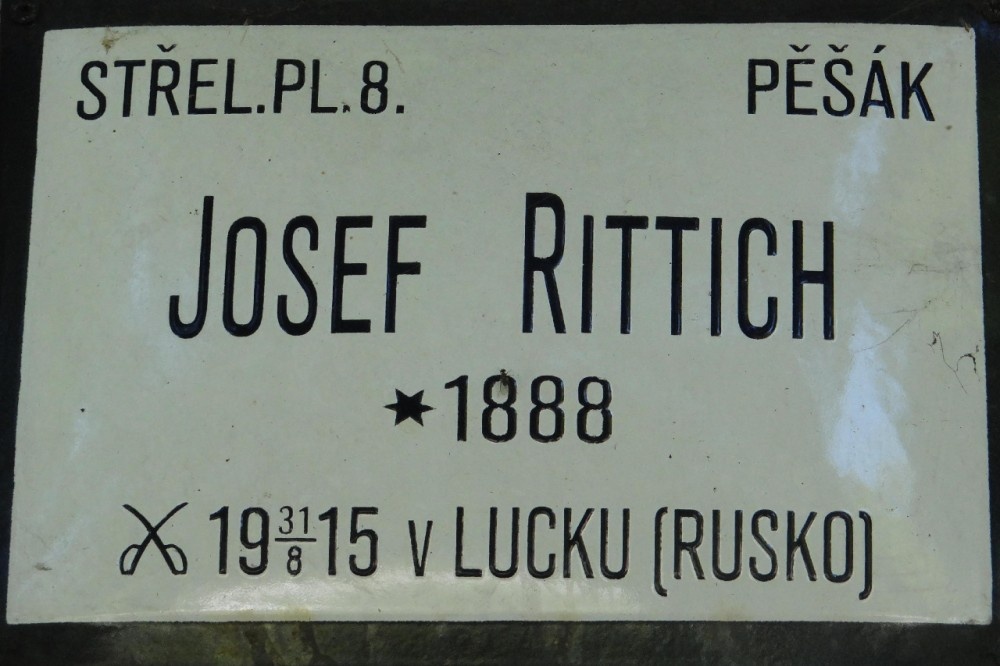 STŘEL.PL.8. PĚŠÁK
JOSEF RITTICH
✶1888
⚔ 19 31/8 15 V LUCKU (RUSKO)